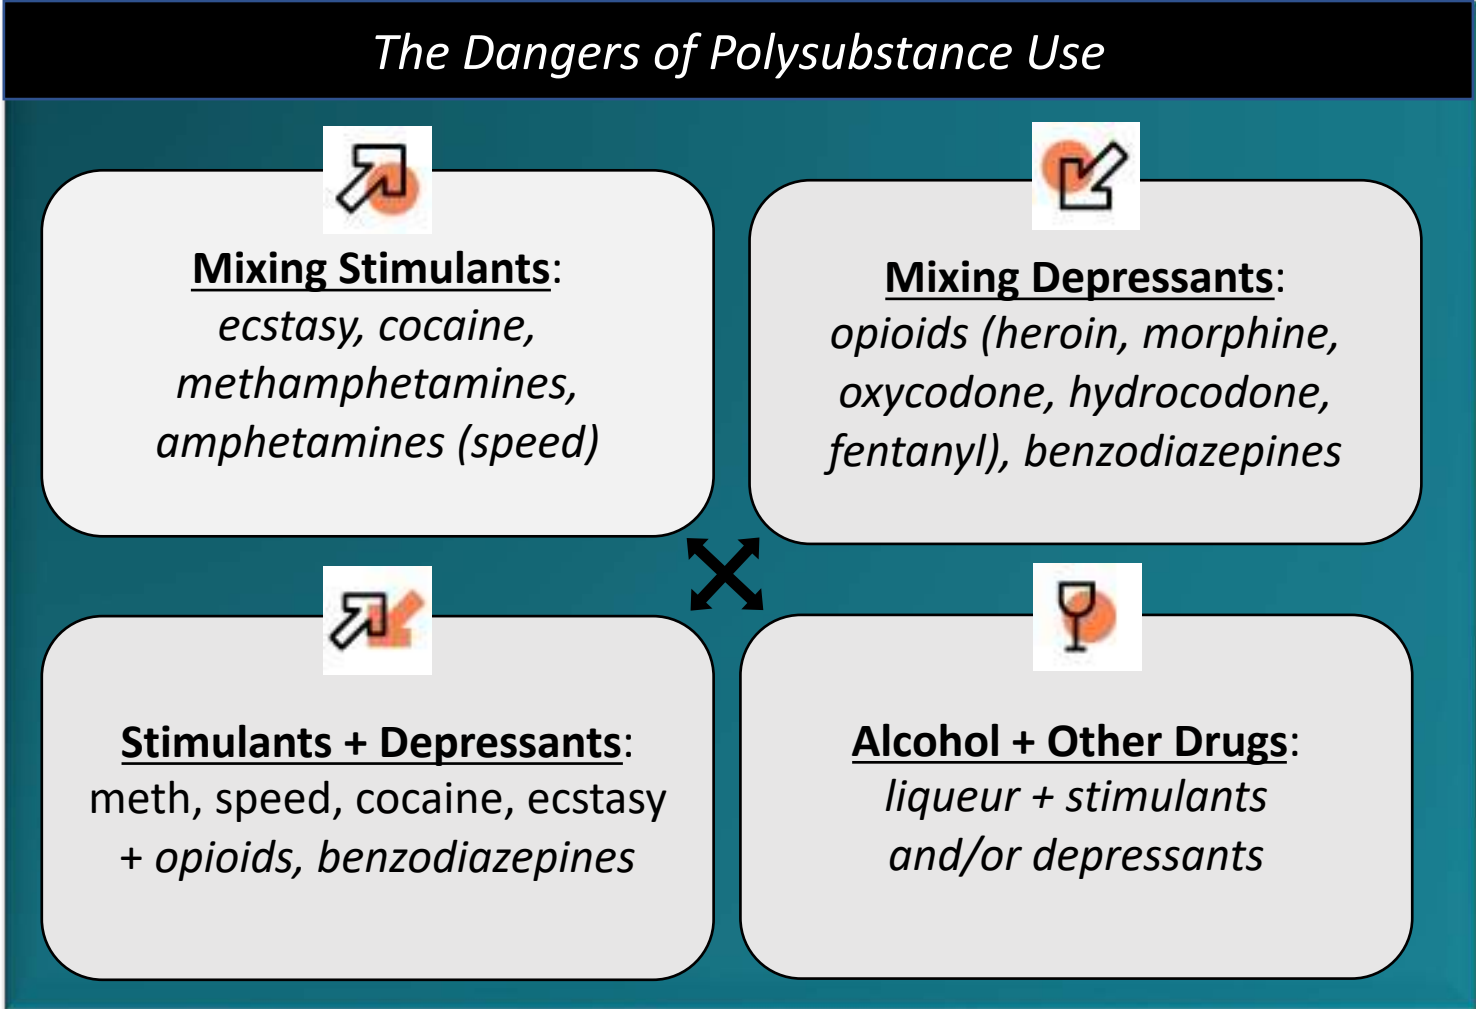 The Dangers of Polysubstance Use
Mixing Stimulants:
ecstasy, cocaine,
methamphetamines,
amphetamines (speed)
Mixing Depressants:
opioids (heroin, morphine,
oxycodone, hydrocodone,
fentanyl), benzodiazepines
Stimulants + Depressants:
meth, speed, cocaine, ecstasy
+ opioids, benzodiazepines
Alcohol + Other Drugs:
liqueur + stimulants
and/or depressants